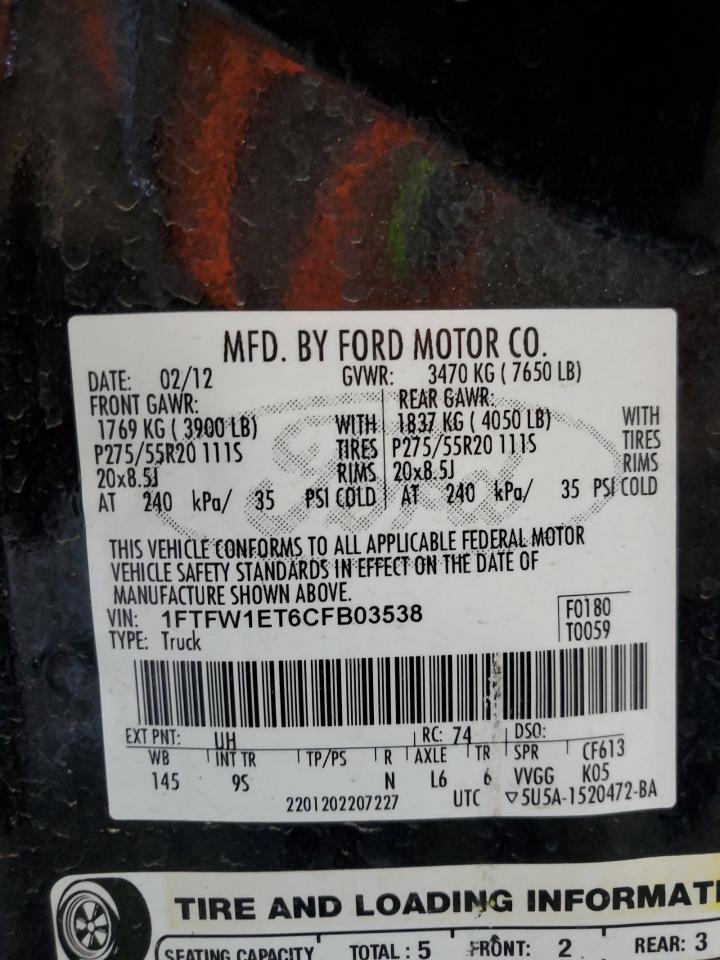 MFD. BY FORD MOTOR CO.
DATE: 02/12 GVWR: 3470 KG ( 7650 LB)
FRONT GAWR: REAR GAWR:
1769 KG ( 3900 LB) WITH 1837 KG ( 4050 LB) WITH
P275/55R20 111S TIRES P275/55R20 111S TIRES
20x8.5J RIMS 20x8.5J RIMS
AT 240 kPa/ 35 PSI COLD AT 240 kPa/ 35 PSI COLD
Ford
THIS VEHICLE CONFORMS TO ALL APPLICABLE FEDERAL MOTOR
VEHICLE SAFETY STANDARDS IN EFFECT ON THE DATE OF
MANUFACTURE SHOWN ABOVE.
VIN: 1FTFW1ET6CFB03538 F0180
TYPE: Truck T0059
EXT PNT: UH RC: 74 DSO:
WB INT TR TP/PS R AXLE TR SPR CF613
145 9S N L6 6 VVGG K05
2201202207227 UTC ▽5U5A-1520472-BA
TIRE AND LOADING INFORMATI
SEATING CAPACITY TOTAL : 5 FRONT: 2 REAR: 3